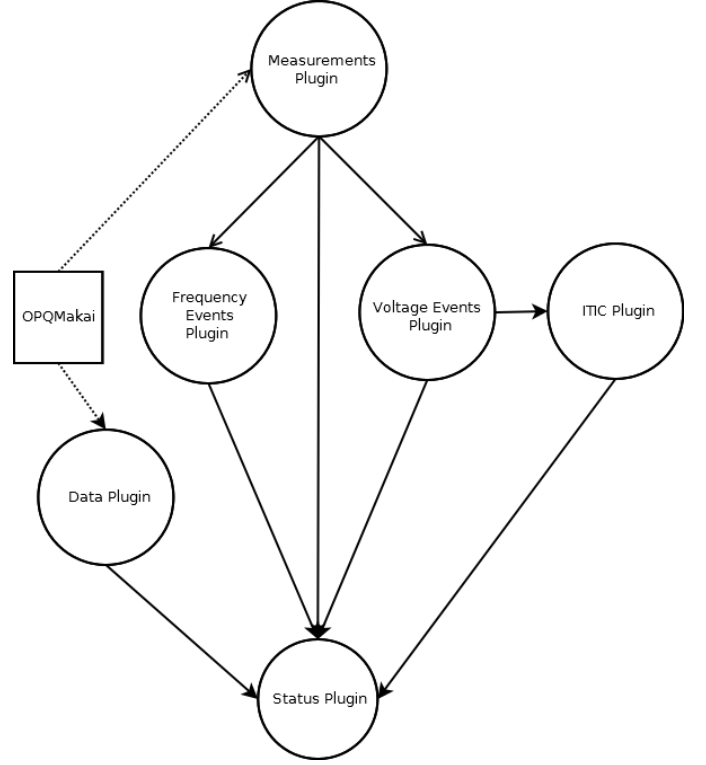 Measurements
Plugin
OPQMakai
Frequency
Events
Plugin
Voltage Events
Plugin
ITIC Plugin
Data Plugin
Status Plugin